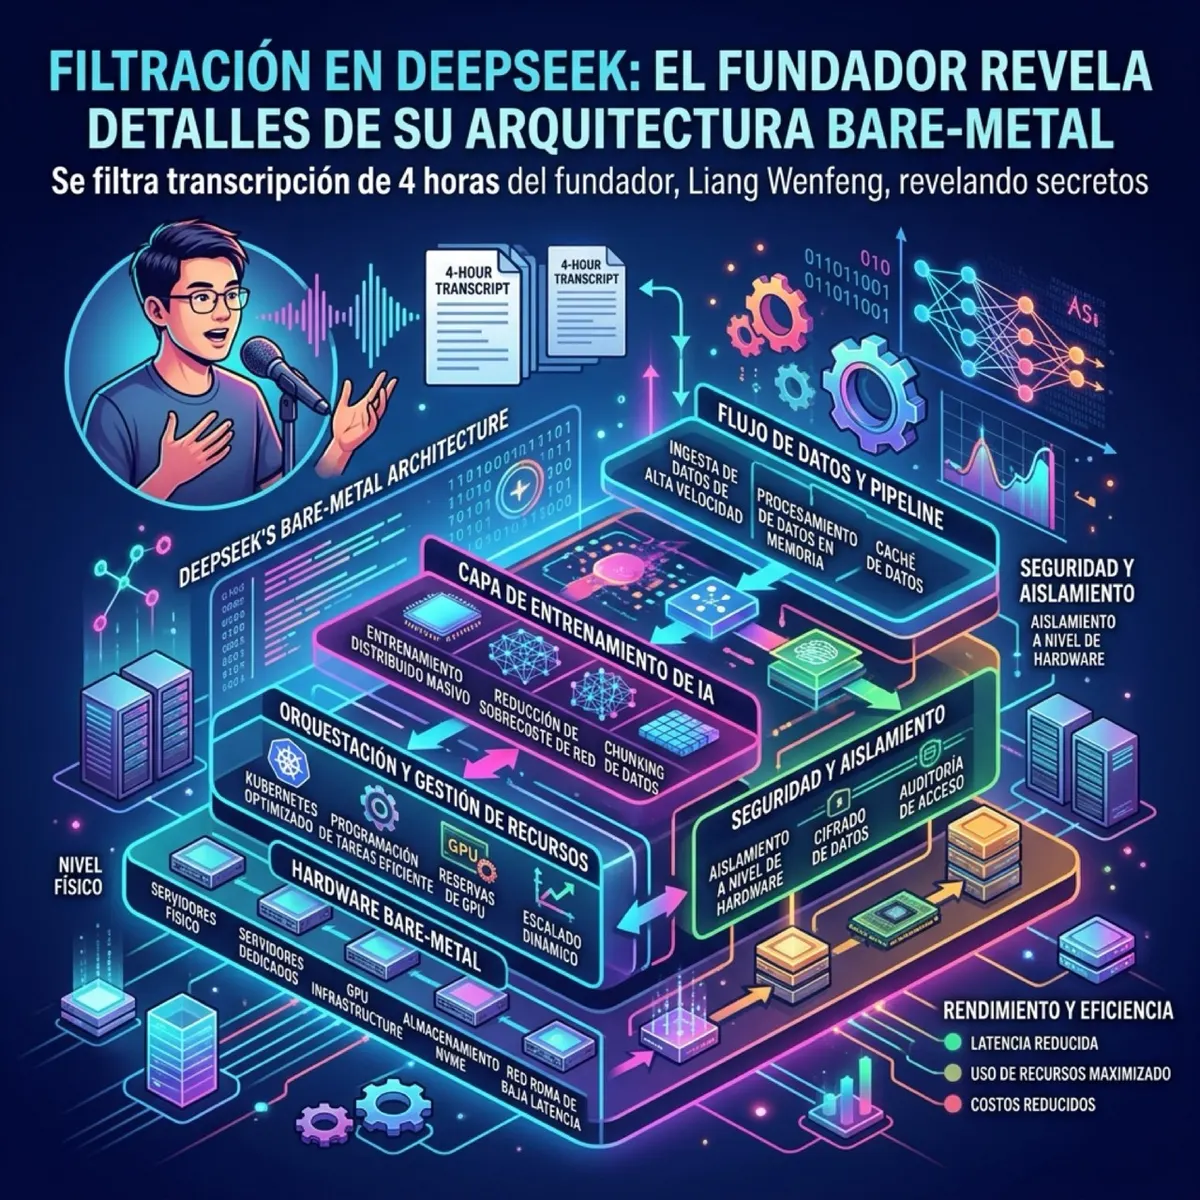 FILTRACIÓN EN DEEPSEEK: EL FUNDADOR REVELA
DETALLES DE SU ARQUITECTURA BARE-METAL
Se filtra transcripción de 4 horas del fundador, Liang Wenfeng, revelando secretos
4-HOUR
TRANSCRIPT
4-HOUR
TRANSCRIPT
010
011011001
011011001
DEEPSEEK'S BARE-METAL ARCHITECTURE
FLUJO DE DATOS Y PIPELINE
INGESTA DE
DATOS DE
ALTA VELOCIDAD
PROCESAMIENTO
DE DATOS EN
MEMORIA
CACHÉ
DE DATOS
SEGURIDAD Y
AISLAMIENTO
AISLAMIENTO
A NIVEL DE
HARDWARE
CAPA DE ENTRENAMIENTO DE IA
ENTRENAMIENTO
DISTRIBUIDO MASIVO
REDUCCIÓN DE
SOBRECOSTE DE RED
CHUNKING
DE DATOS
ORQUESTACIÓN Y GESTIÓN DE RECURSOS
KUBERNETES
OPTIMIZADO
PROGRAMACIÓN
DE TAREAS EFICIENTE
GPU
RESERVAS
DE GPU
ESCALADO
DINÁMICO
SEGURIDAD Y AISLAMIENTO
AISLAMIENTO
A NIVEL DE
HARDWARE
CIFRADO
DE DATOS
AUDITORÍA
DE ACCESO
NIVEL
FÍSICO
HARDWARE BARE-METAL
SERVIDORES
FÍSICO
SERVIDORES
DEDICADOS
GPU
INFRASTRUCTURE
ALMACENAMIENTO
NVME
RED ROMA DE
BAJA LATENCIA
RENDIMIENTO Y EFICIENCIA
LATENCIA REDUCIDA
USO DE RECURSOS MAXIMIZADO
COSTOS REDUCIDOS